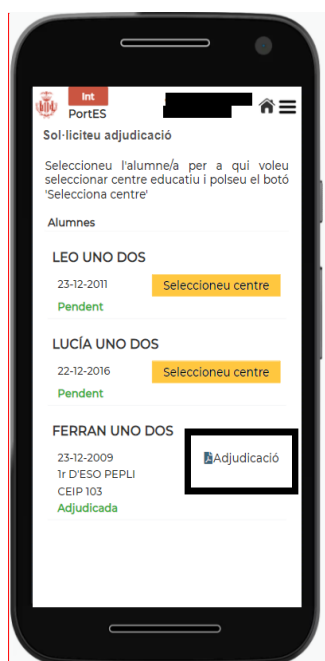 Int
PortES
Sol·liciteu adjudicació
Seleccioneu l'alumne/a per a qui voleu
seleccionar centre educatiu i polseu el botó
'Selecciona centre'
Alumnes
LEO UNO DOS
23-12-2011
Seleccioneu centre
Pendent
LUCÍA UNO DOS
22-12-2016
Seleccioneu centre
Pendent
FERRAN UNO DOS
23-12-2009
Adjudicació
1r D'ESO PEPLI
CEIP 103
Adjudicada